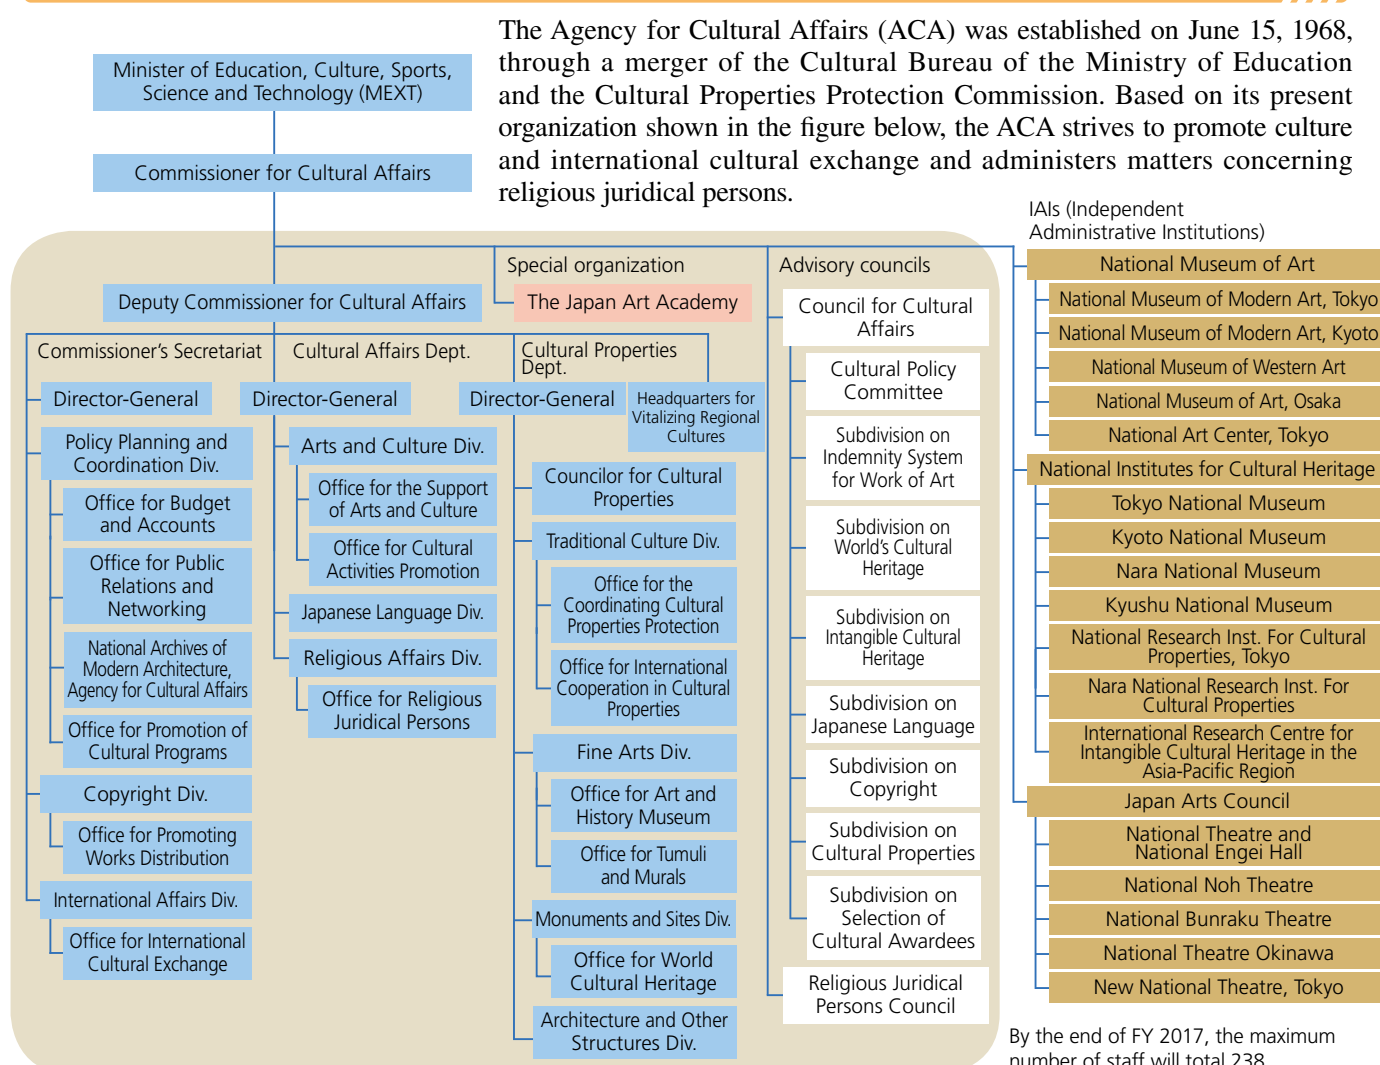 The Agency for Cultural Affairs (ACA) was established on June 15, 1968,
through a merger of the Cultural Bureau of the Ministry of Education
and the Cultural Properties Protection Commission. Based on its present
organization shown in the figure below, the ACA strives to promote culture
and international cultural exchange and administers matters concerning
religious juridical persons.
Minister of Education, Culture, Sports,
Science and Technology (MEXT)
Commissioner for Cultural Affairs
Deputy Commissioner for Cultural Affairs
Commissioner's Secretariat
Director-General
Policy Planning and
Coordination Div.
Office for Budget
and Accounts
Office for Public
Relations and
Networking
National Archives of
Modern Architecture,
Agency for Cultural Affairs
Office for Promotion of
Cultural Programs
Copyright Div.
Office for Promoting
Works Distribution
International Affairs Div.
Office for International
Cultural Exchange
Cultural Affairs Dept.
Director-General
Arts and Culture Div.
Office for the Support
of Arts and Culture
Office for Cultural
Activities Promotion
Japanese Language Div.
Religious Affairs Div.
Office for Religious
Juridical Persons
Cultural Properties
Dept.
Director-General
Headquarters for
Vitalizing Regional
Cultures
Councilor for Cultural
Properties
Traditional Culture Div.
Office for the
Coordinating Cultural
Properties Protection
Office for International
Cooperation in Cultural
Properties
Fine Arts Div.
Office for Art and
History Museum
Office for Tumuli
and Murals
Monuments and Sites Div.
Office for World
Cultural Heritage
Architecture and Other
Structures Div.
Special organization
The Japan Art Academy
Advisory councils
Council for Cultural
Affairs
Cultural Policy
Committee
Subdivision on
Indemnity System
for Work of Art
Subdivision on
World's Cultural
Heritage
Subdivision on
Intangible Cultural
Heritage
Subdivision on
Japanese Language
Subdivision on
Copyright
Subdivision on
Cultural Properties
Subdivision on
Selection of
Cultural Awardees
Religious Juridical
Persons Council
IAIs (Independent
Administrative Institutions)
National Museum of Art
National Museum of Modern Art, Tokyo
National Museum of Modern Art, Kyoto
National Museum of Western Art
National Museum of Art, Osaka
National Art Center, Tokyo
National Institutes for Cultural Heritage
Tokyo National Museum
Kyoto National Museum
Nara National Museum
Kyushu National Museum
National Research Inst. For Cultural
Properties, Tokyo
Nara National Research Inst. For
Cultural Properties
International Research Centre for
Intangible Cultural Heritage in the
Asia-Pacific Region
Japan Arts Council
National Theatre and
National Engei Hall
National Noh Theatre
National Bunraku Theatre
National Theatre Okinawa
New National Theatre, Tokyo
By the end of FY 2017, the maximum
number of staff will total 238